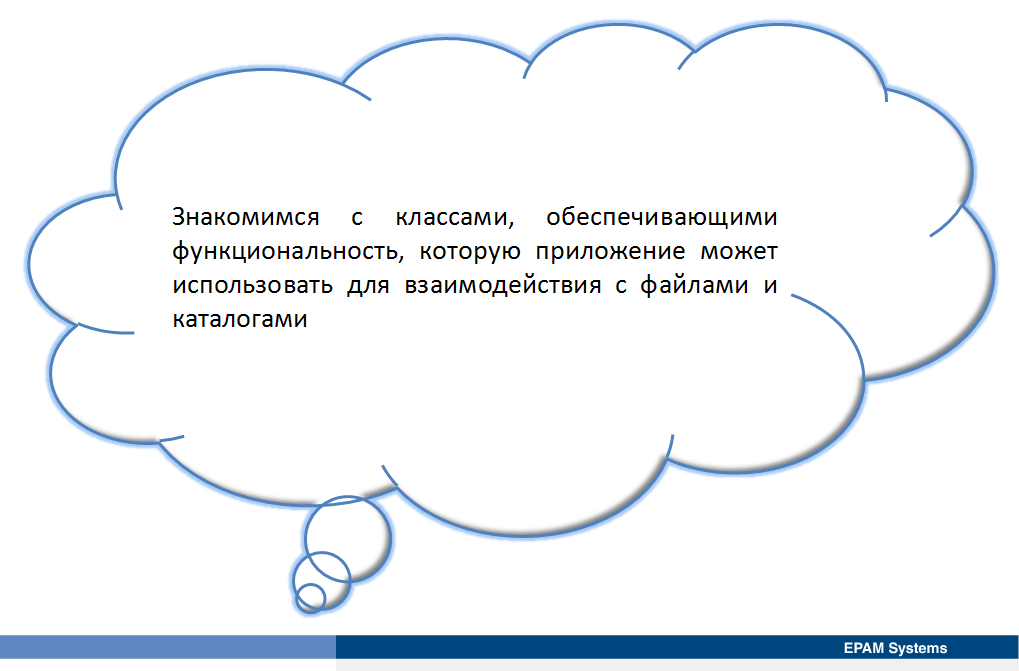 Знакомимся с классами, обеспечивающими
функциональность, которую приложение может
использовать для взаимодействия с файлами и
каталогами
EPAM Systems